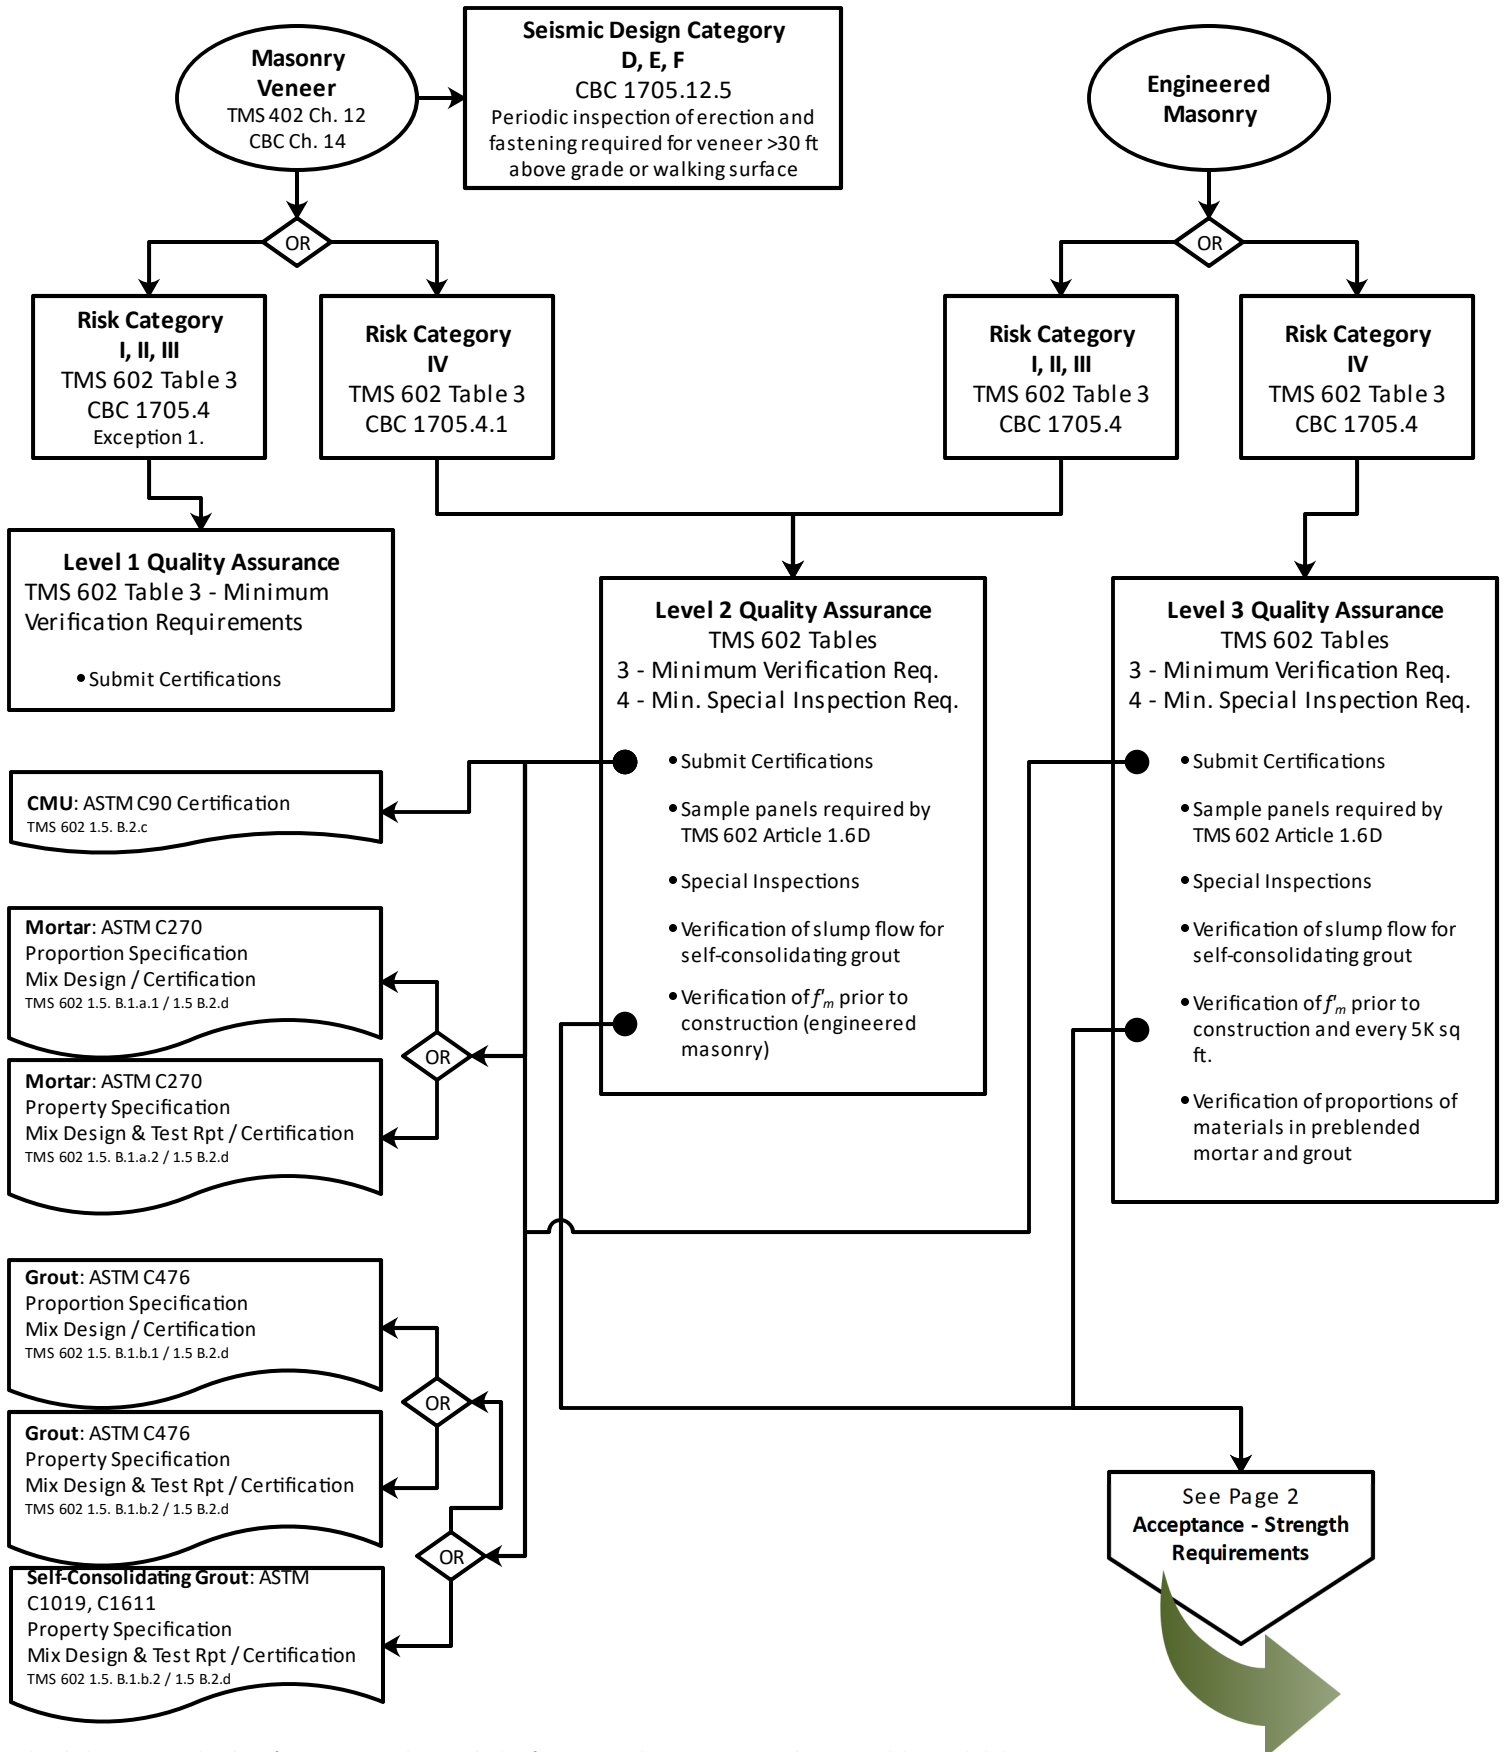 Masonry
Veneer
TMS 402 Ch. 12
CBC Ch. 14
Seismic Design Category
D, E, F
CBC 1705.12.5
Periodic inspection of erection and
fastening required for veneer >30 ft
above grade or walking surface
Engineered
Masonry
OR
OR
Risk Category
I, II, III
TMS 602 Table 3
CBC 1705.4
Exception 1.
Risk Category
IV
TMS 602 Table 3
CBC 1705.4.1
Risk Category
I, II, III
TMS 602 Table 3
CBC 1705.4
Risk Category
IV
TMS 602 Table 3
CBC 1705.4
Level 1 Quality Assurance
TMS 602 Table 3 - Minimum
Verification Requirements
• Submit Certifications
Level 2 Quality Assurance
TMS 602 Tables
3 - Minimum Verification Req.
4 - Min. Special Inspection Req.
• Submit Certifications
• Sample panels required by
TMS 602 Article 1.6D
• Special Inspections
• Verification of slump flow for
self-consolidating grout
• Verification of f'm prior to
construction (engineered
masonry)
Level 3 Quality Assurance
TMS 602 Tables
3 - Minimum Verification Req.
4 - Min. Special Inspection Req.
• Submit Certifications
• Sample panels required by
TMS 602 Article 1.6D
• Special Inspections
• Verification of slump flow for
self-consolidating grout
• Verification of f'm prior to
construction and every 5K sq
ft.
• Verification of proportions of
materials in preblended
mortar and grout
CMU: ASTM C90 Certification
TMS 602 1.5. B.2.c
Mortar: ASTM C270
Proportion Specification
Mix Design / Certification
TMS 602 1.5. B.1.a.1 / 1.5 B.2.d
OR
Mortar: ASTM C270
Property Specification
Mix Design & Test Rpt / Certification
TMS 602 1.5. B.1.a.2 / 1.5 B.2.d
Grout: ASTM C476
Proportion Specification
Mix Design / Certification
TMS 602 1.5. B.1.b.1 / 1.5 B.2.d
OR
Grout: ASTM C476
Property Specification
Mix Design & Test Rpt / Certification
TMS 602 1.5. B.1.b.2 / 1.5 B.2.d
OR
Self-Consolidating Grout: ASTM
C1019, C1611
Property Specification
Mix Design & Test Rpt / Certification
TMS 602 1.5. B.1.b.2 / 1.5 B.2.d
See Page 2
Acceptance - Strength
Requirements